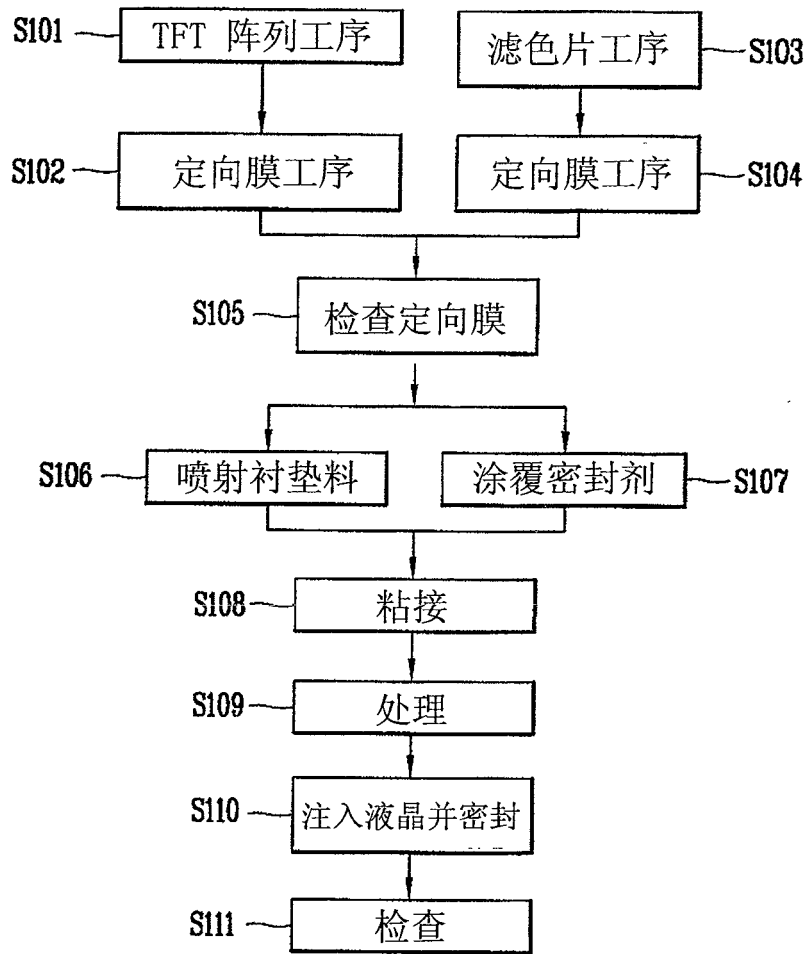 S101
TFT 阵列工序
滤色片工序
S103
S102
定向膜工序
定向膜工序
S104
S105
检查定向膜
S106
喷射衬垫料
涂覆密封剂
S107
S108
粘接
S109
处理
S110
注入液晶并密封
S111
检查